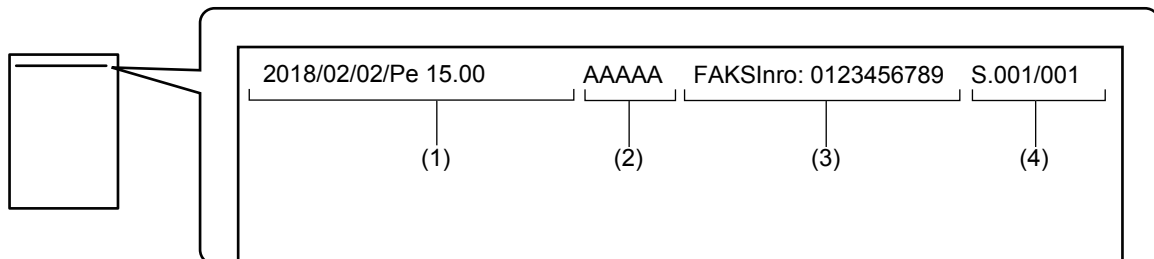 2018/02/02/Pe 15.00 AAAAA FAKSInro: 0123456789 S.001/001
(1) (2) (3) (4)